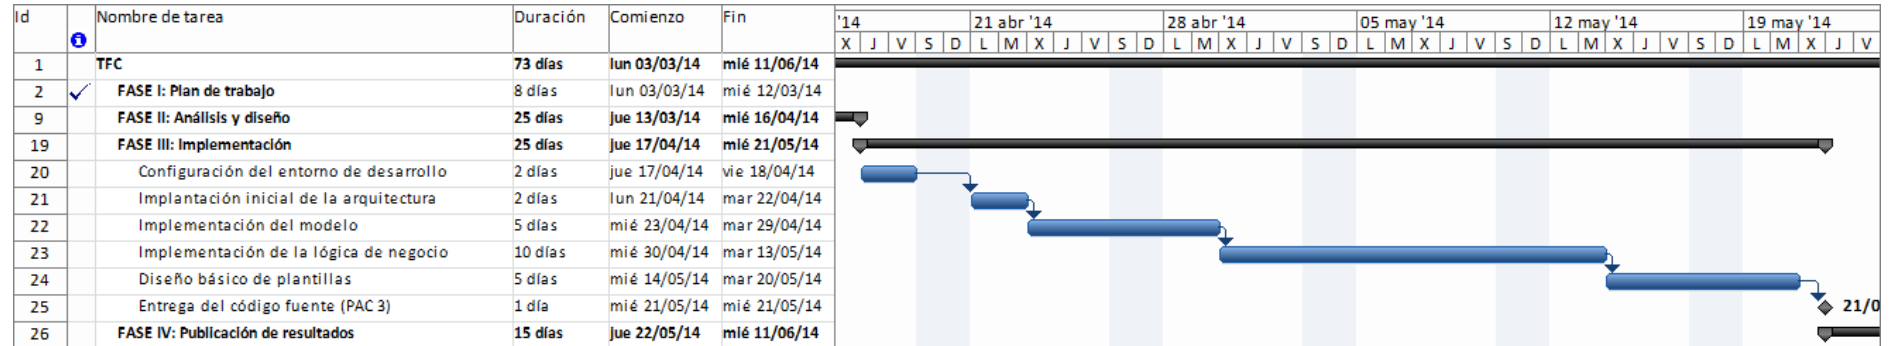 Id Nombre de tarea Duración Comienzo Fin '14 21 abr '14 28 abr '14 05 may '14 12 may '14 19 may '14
X J V S D L M X J V S D L M X J V S D L M X J V S D L M X J V S D L M X J V
1 TFC 73 días lun 03/03/14 mié 11/06/14
2 FASE I: Plan de trabajo 8 días lun 03/03/14 mié 12/03/14
9 FASE II: Análisis y diseño 25 días jue 13/03/14 mié 16/04/14
19 FASE III: Implementación 25 días jue 17/04/14 mié 21/05/14
20 Configuración del entorno de desarrollo 2 días jue 17/04/14 vie 18/04/14
21 Implantación inicial de la arquitectura 2 días lun 21/04/14 mar 22/04/14
22 Implementación del modelo 5 días mié 23/04/14 mar 29/04/14
23 Implementación de la lógica de negocio 10 días mié 30/04/14 mar 13/05/14
24 Diseño básico de plantillas 5 días mié 14/05/14 mar 20/05/14
25 Entrega del código fuente (PAC 3) 1 día mié 21/05/14 mié 21/05/14 21/0
26 FASE IV: Publicación de resultados 15 días jue 22/05/14 mié 11/06/14